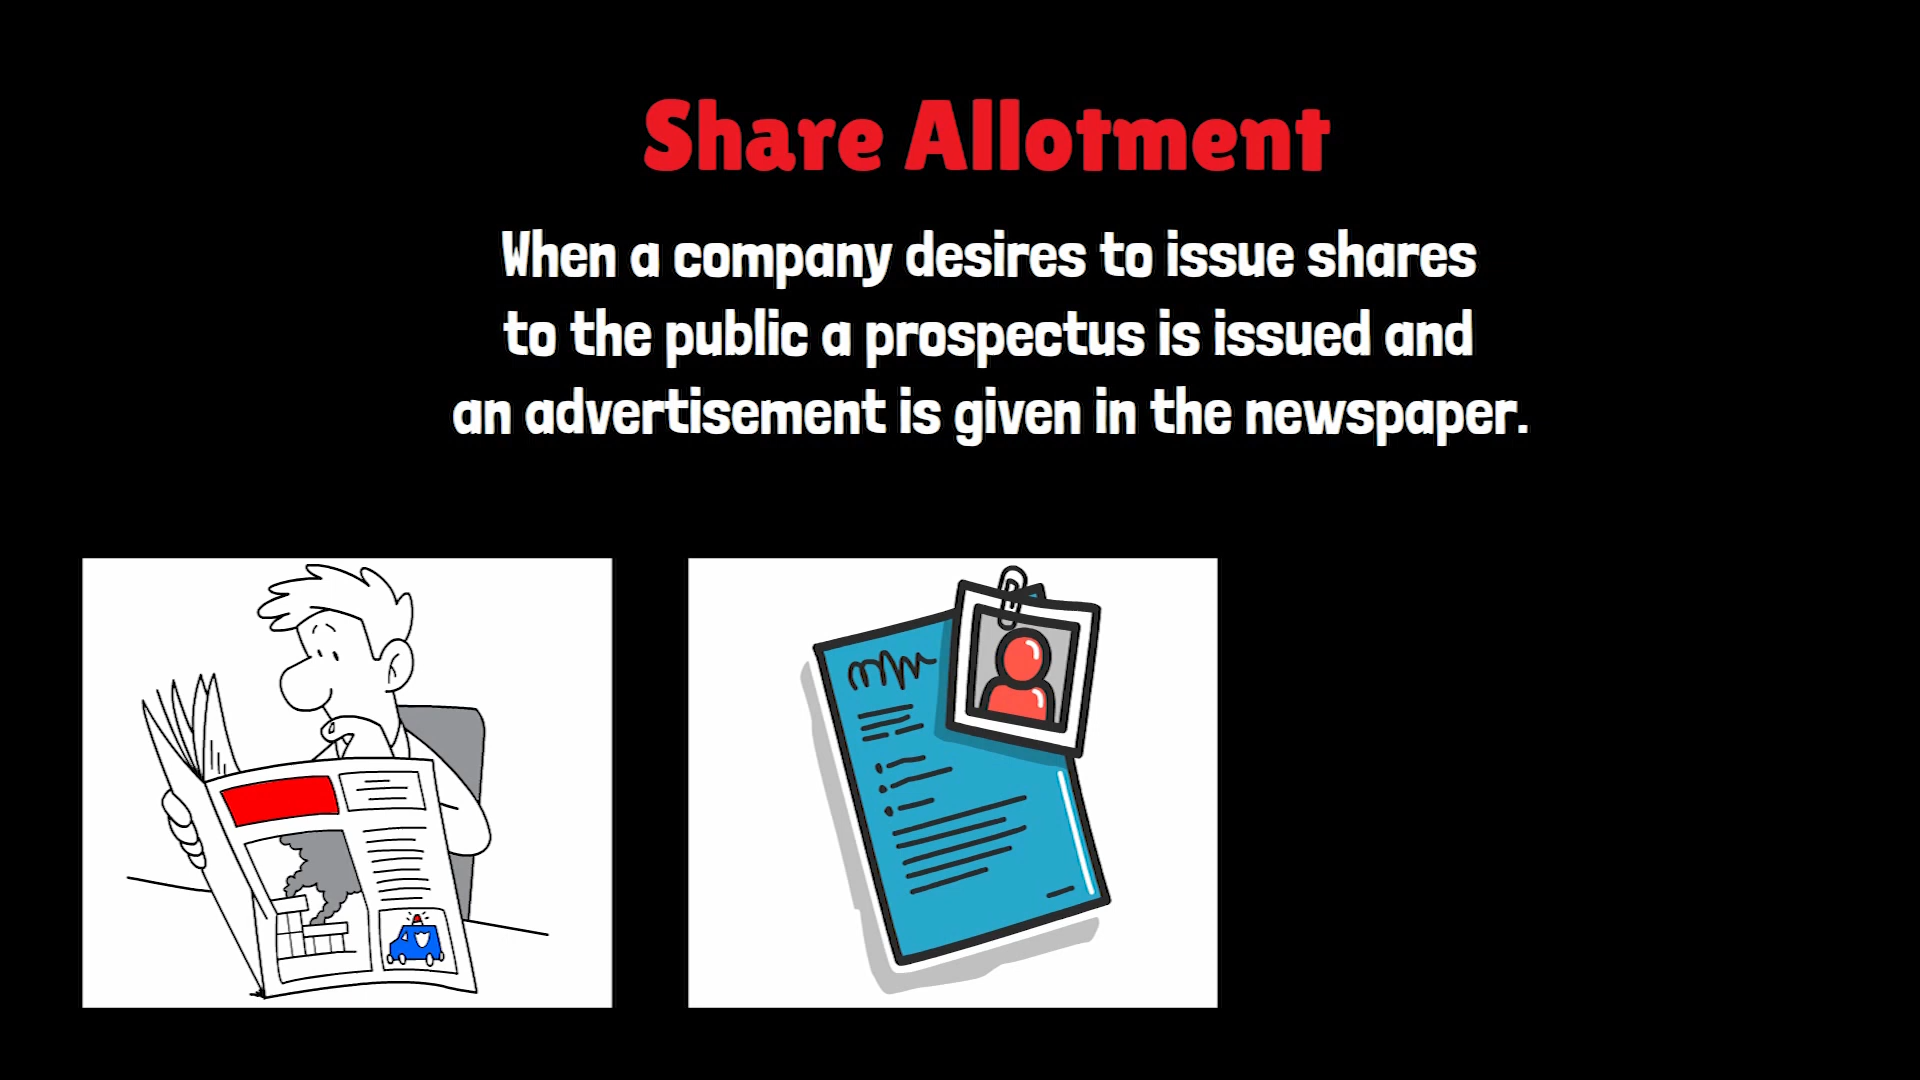 Share Allotment
When a company desires to issue shares
to the public a prospectus is issued and
an advertisement is given in the newspaper.